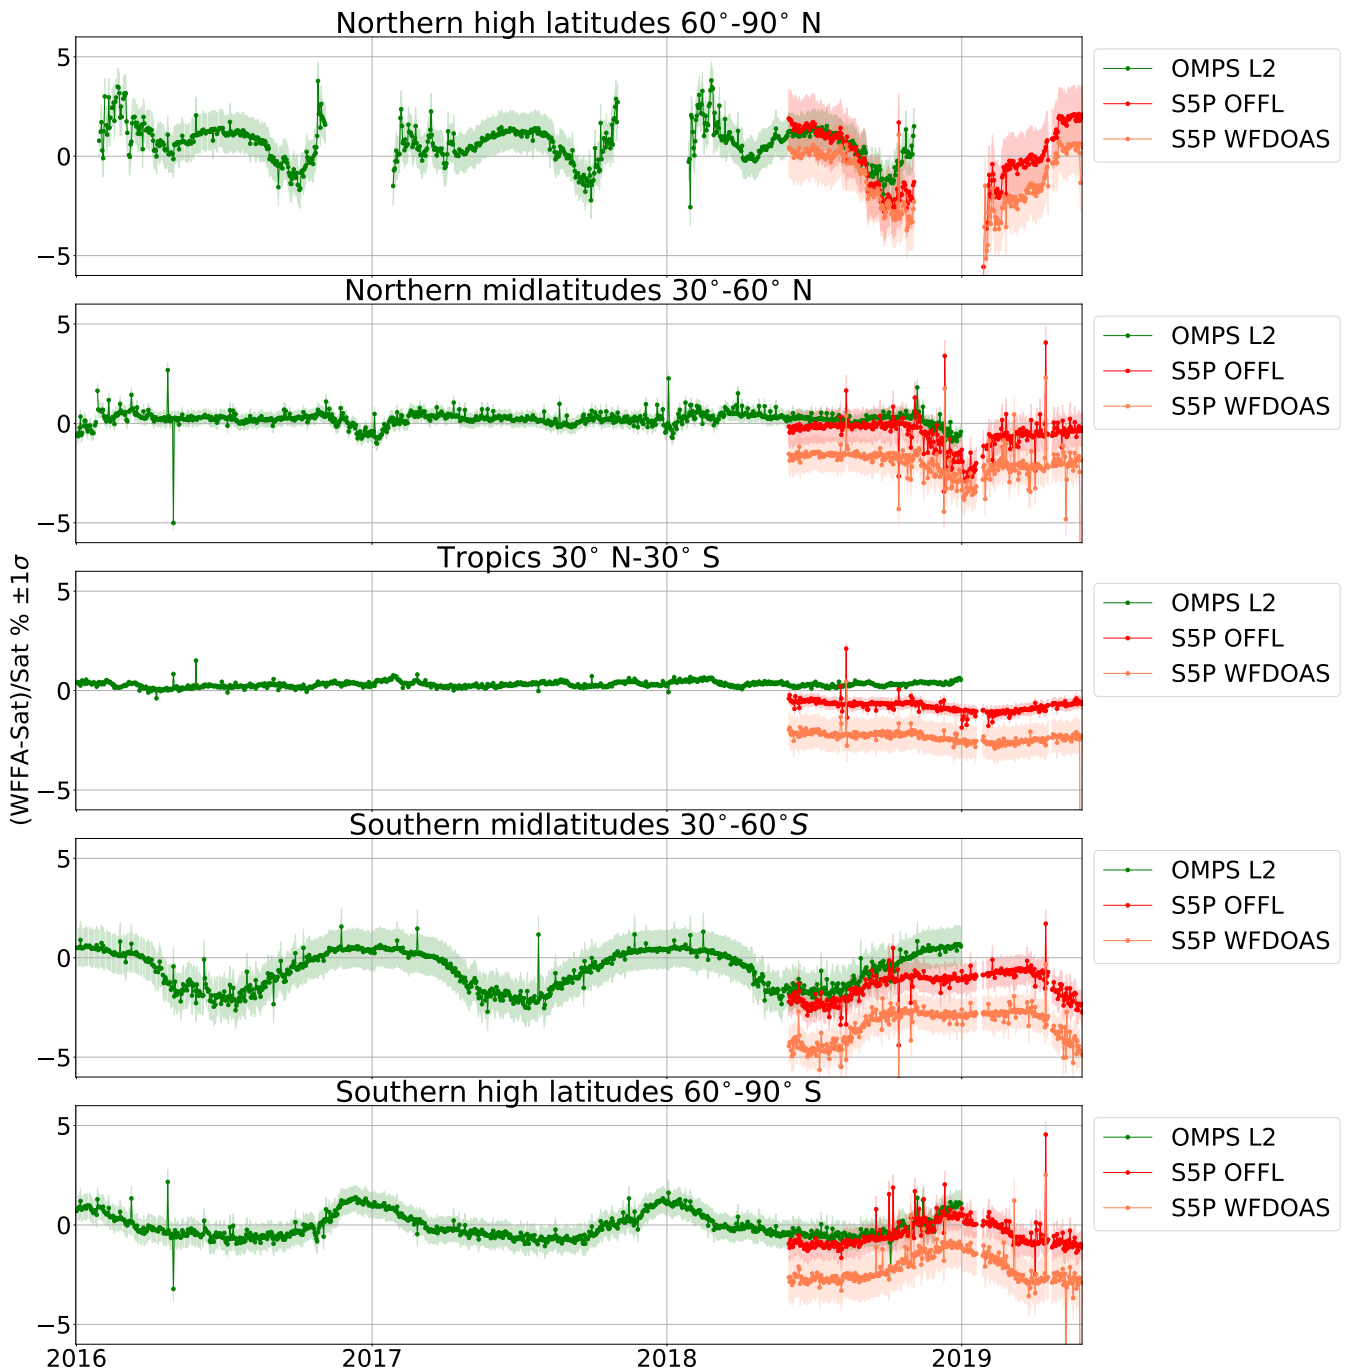 Northern high latitudes 60°-90° N
5
0
−5
OMPS L2
S5P OFFL
S5P WFDOAS
Northern midlatitudes 30°-60° N
5
0
−5
OMPS L2
S5P OFFL
S5P WFDOAS
Tropics 30° N-30° S
(WFFA-Sat)/Sat % ±1σ
5
0
−5
OMPS L2
S5P OFFL
S5P WFDOAS
Southern midlatitudes 30°-60°S
5
0
−5
OMPS L2
S5P OFFL
S5P WFDOAS
Southern high latitudes 60°-90° S
5
0
−5
OMPS L2
S5P OFFL
S5P WFDOAS
2016 2017 2018 2019